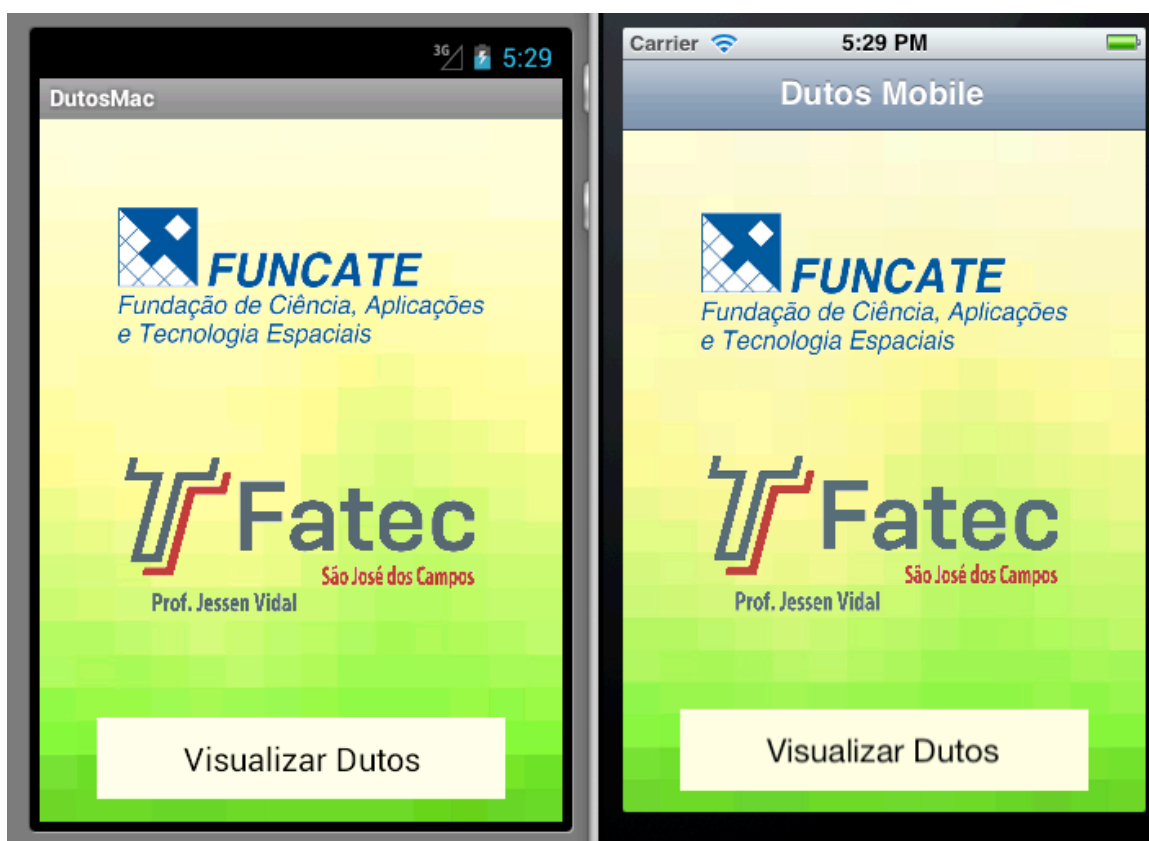 3G 5:29
DutosMac
FUNCATE
Fundação de Ciência, Aplicações
e Tecnologia Espaciais
Fatec
São José dos Campos
Prof. Jessen Vidal
Visualizar Dutos
Carrier 5:29 PM
Dutos Mobile
FUNCATE
Fundação de Ciência, Aplicações
e Tecnologia Espaciais
Fatec
São José dos Campos
Prof. Jessen Vidal
Visualizar Dutos